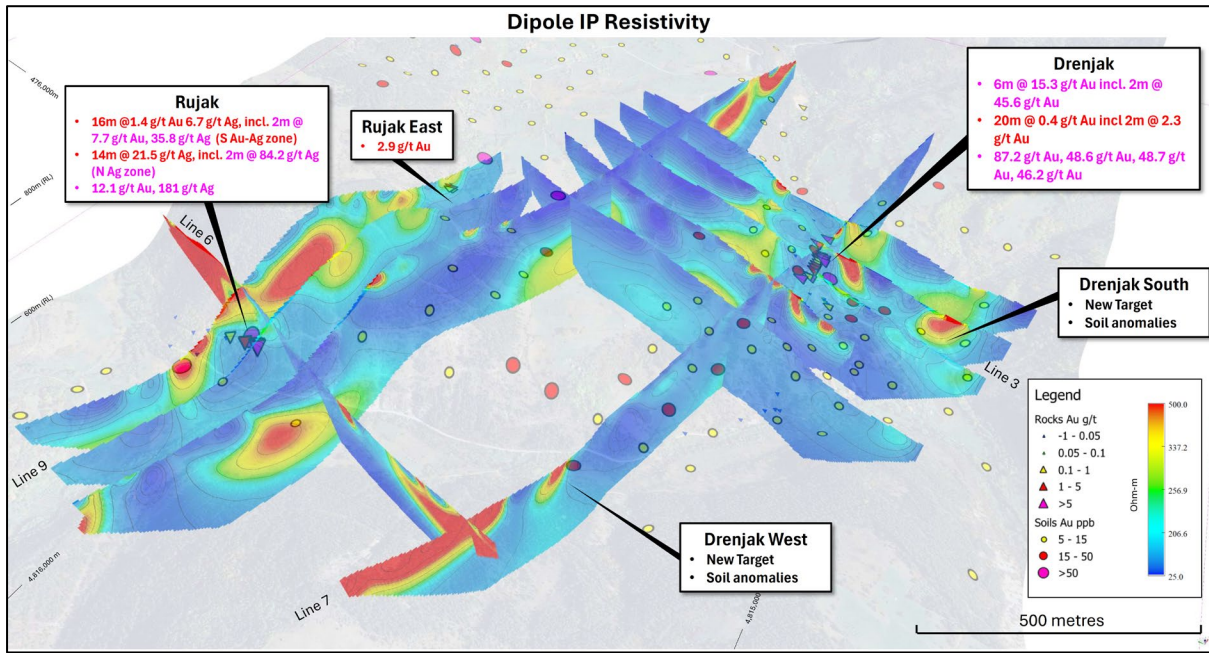 Dipole IP Resistivity
476,000m
800m (RL)
600m (RL)
Rujak
• 16m @1.4 g/t Au 6.7 g/t Ag, incl. 2m @
7.7 g/t Au, 35.8 g/t Ag (S Au-Ag zone)
• 14m @ 21.5 g/t Ag, incl. 2m @ 84.2 g/t Ag
(N Ag zone)
• 12.1 g/t Au, 181 g/t Ag
Rujak East
• 2.9 g/t Au
Drenjak
• 6m @ 15.3 g/t Au incl. 2m @
45.6 g/t Au
• 20m @ 0.4 g/t Au incl 2m @ 2.3
g/t Au
• 87.2 g/t Au, 48.6 g/t Au, 48.7 g/t
Au, 46.2 g/t Au
Line 6
Drenjak South
• New Target
• Soil anomalies
Line 3
Line 9
Drenjak West
• New Target
• Soil anomalies
Line 7
4,816,000 m
4,815,000
Legend
Rocks Au g/t
-1 - 0.05
0.05 - 0.1
0.1 - 1
1 - 5
>5
Soils Au ppb
5 - 15
15 - 50
>50
Ohm-m
500.0
337.2
256.9
206.6
25.0
500 metres